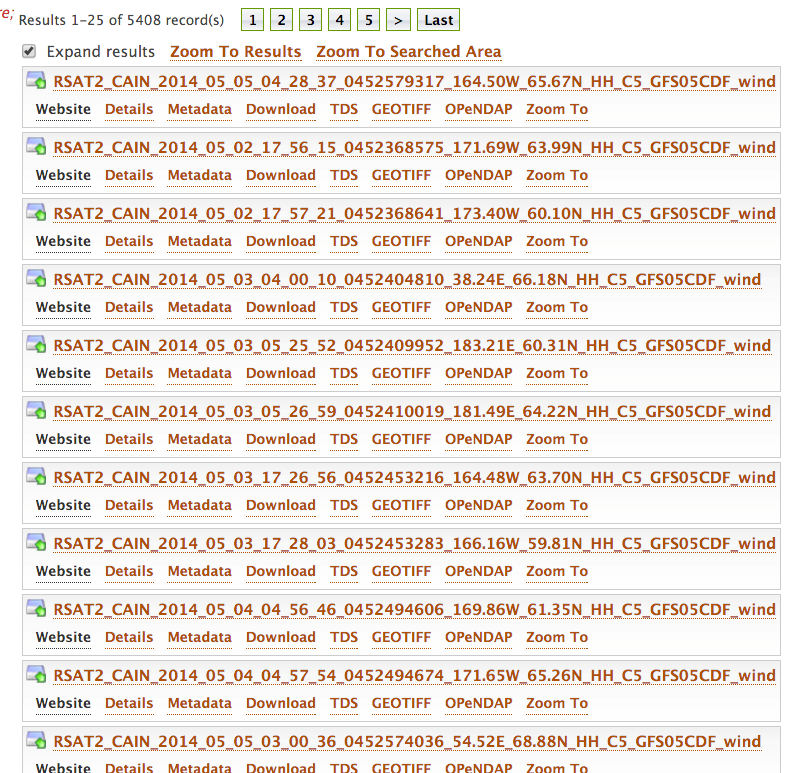 re;
Results 1-25 of 5408 record(s) 1 2 3 4 5 > Last
Expand results Zoom To Results Zoom To Searched Area
RSAT2_CAIN_2014_05_05_04_28_37_0452579317_164.50W_65.67N_HH_C5_GFS05CDF_wind
Website Details Metadata Download TDS GEOTIFF OPeNDAP Zoom To
RSAT2_CAIN_2014_05_02_17_56_15_0452368575_171.69W_63.99N_HH_C5_GFS05CDF_wind
Website Details Metadata Download TDS GEOTIFF OPeNDAP Zoom To
RSAT2_CAIN_2014_05_02_17_57_21_0452368641_173.40W_60.10N_HH_C5_GFS05CDF_wind
Website Details Metadata Download TDS GEOTIFF OPeNDAP Zoom To
RSAT2_CAIN_2014_05_03_04_00_10_0452404810_38.24E_66.18N_HH_C5_GFS05CDF_wind
Website Details Metadata Download TDS GEOTIFF OPeNDAP Zoom To
RSAT2_CAIN_2014_05_03_05_25_52_0452409952_183.21E_60.31N_HH_C5_GFS05CDF_wind
Website Details Metadata Download TDS GEOTIFF OPeNDAP Zoom To
RSAT2_CAIN_2014_05_03_05_26_59_0452410019_181.49E_64.22N_HH_C5_GFS05CDF_wind
Website Details Metadata Download TDS GEOTIFF OPeNDAP Zoom To
RSAT2_CAIN_2014_05_03_17_26_56_0452453216_164.48W_63.70N_HH_C5_GFS05CDF_wind
Website Details Metadata Download TDS GEOTIFF OPeNDAP Zoom To
RSAT2_CAIN_2014_05_03_17_28_03_0452453283_166.16W_59.81N_HH_C5_GFS05CDF_wind
Website Details Metadata Download TDS GEOTIFF OPeNDAP Zoom To
RSAT2_CAIN_2014_05_04_04_56_46_0452494606_169.86W_61.35N_HH_C5_GFS05CDF_wind
Website Details Metadata Download TDS GEOTIFF OPeNDAP Zoom To
RSAT2_CAIN_2014_05_04_04_57_54_0452494674_171.65W_65.26N_HH_C5_GFS05CDF_wind
Website Details Metadata Download TDS GEOTIFF OPeNDAP Zoom To
RSAT2_CAIN_2014_05_05_03_00_36_0452574036_54.52E_68.88N_HH_C5_GFS05CDF_wind
Website Details Metadata Download TDS GEOTIFF OPeNDAP Zoom To